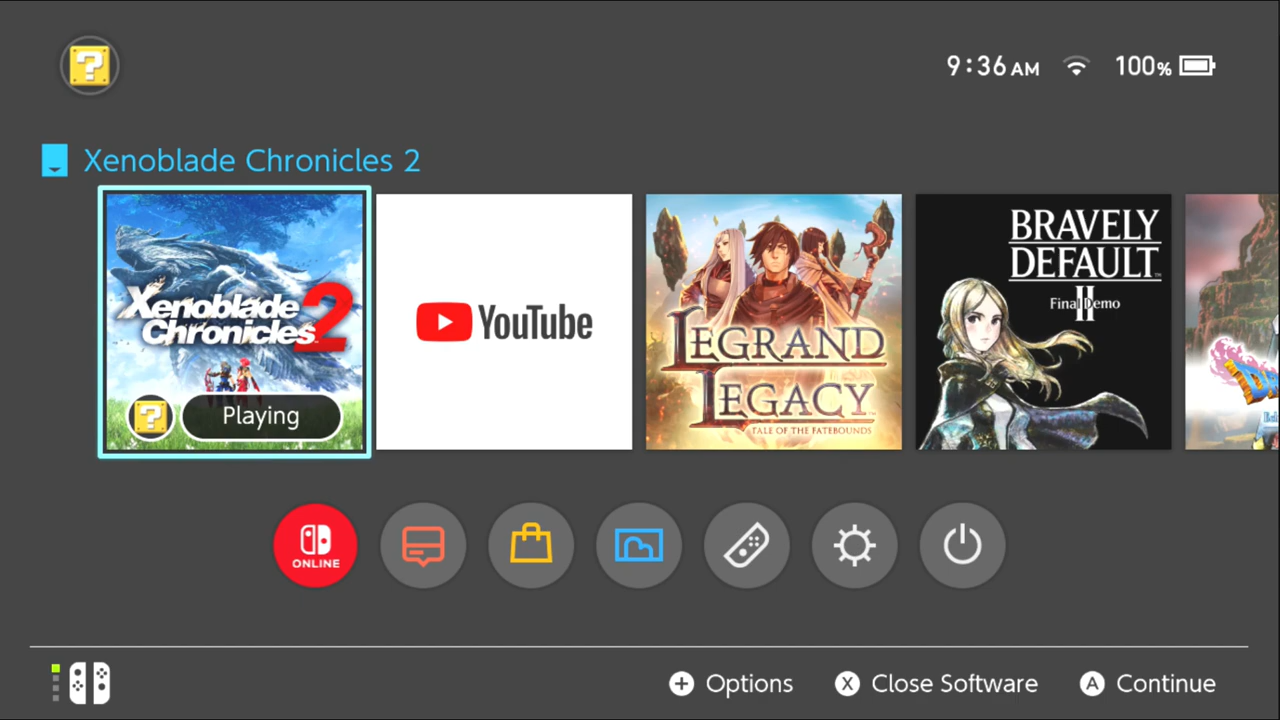 9:36 AM 100%
Xenoblade Chronicles 2
Xenoblade
Chronicles 2
Playing
YouTube
LEGRAND
LEGACY
TALE OF THE FATEBOUNDS
BRAVELY
DEFAULT™
II
Final Demo
ONLINE
+ Options X Close Software A Continue